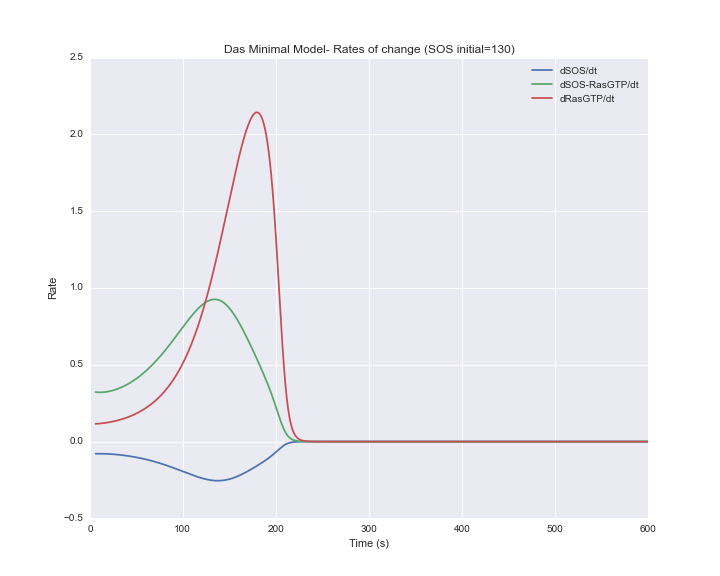 Das Minimal Model- Rates of change (SOS initial=130)
dSOS/dt
dSOS-RasGTP/dt
dRasGTP/dt
2.5
2.0
1.5
1.0
0.5
0.0
−0.5
Rate
0 100 200 300 400 500 600
Time (s)